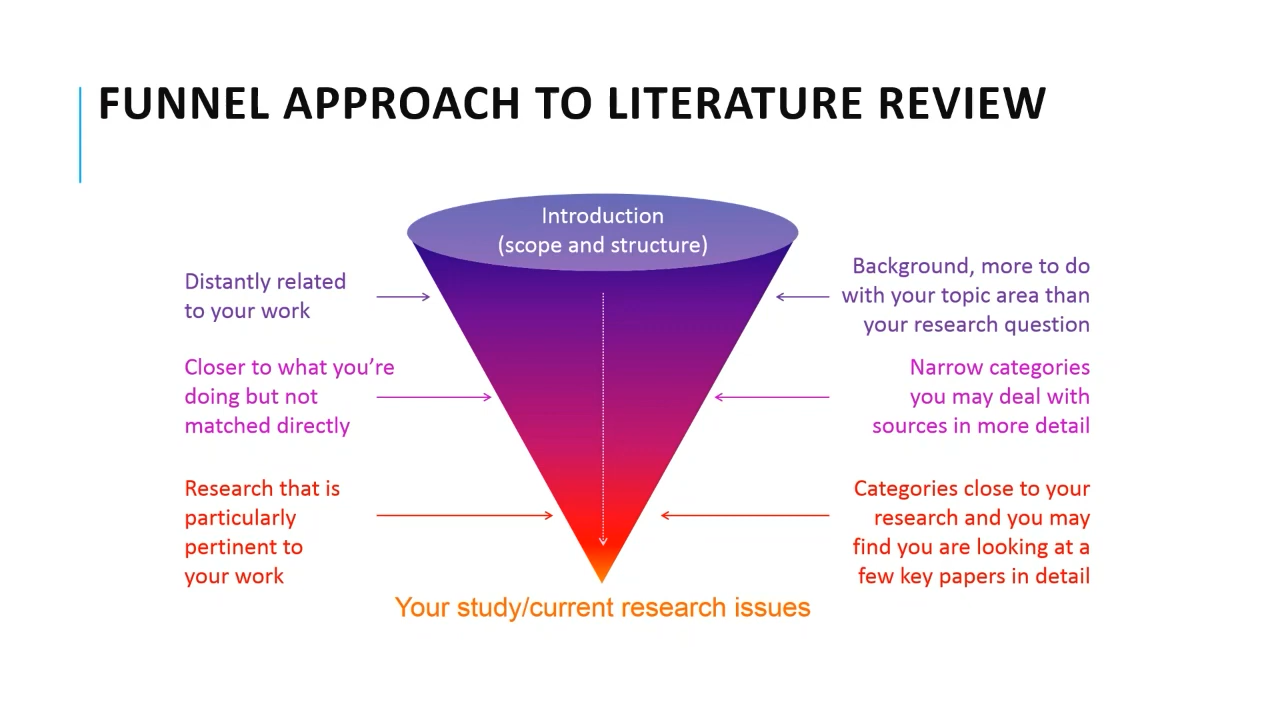 FUNNEL APPROACH TO LITERATURE REVIEW
Introduction
(scope and structure)
Distantly related
to your work
Background, more to do
with your topic area than
your research question
Closer to what you’re
doing but not
matched directly
Narrow categories
you may deal with
sources in more detail
Research that is
particularly
pertinent to
your work
Categories close to your
research and you may
find you are looking at a
few key papers in detail
Your study/current research issues